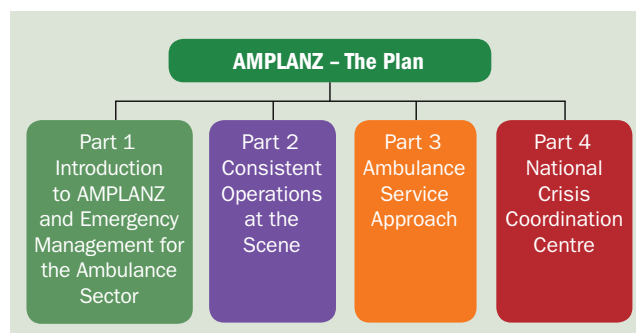 AMPLANZ – The Plan
Part 1
Introduction
to AMPLANZ
and Emergency
Management for
the Ambulance
Sector
Part 2
Consistent
Operations
at the
Scene
Part 3
Ambulance
Service
Approach
Part 4
National
Crisis
Coordination
Centre